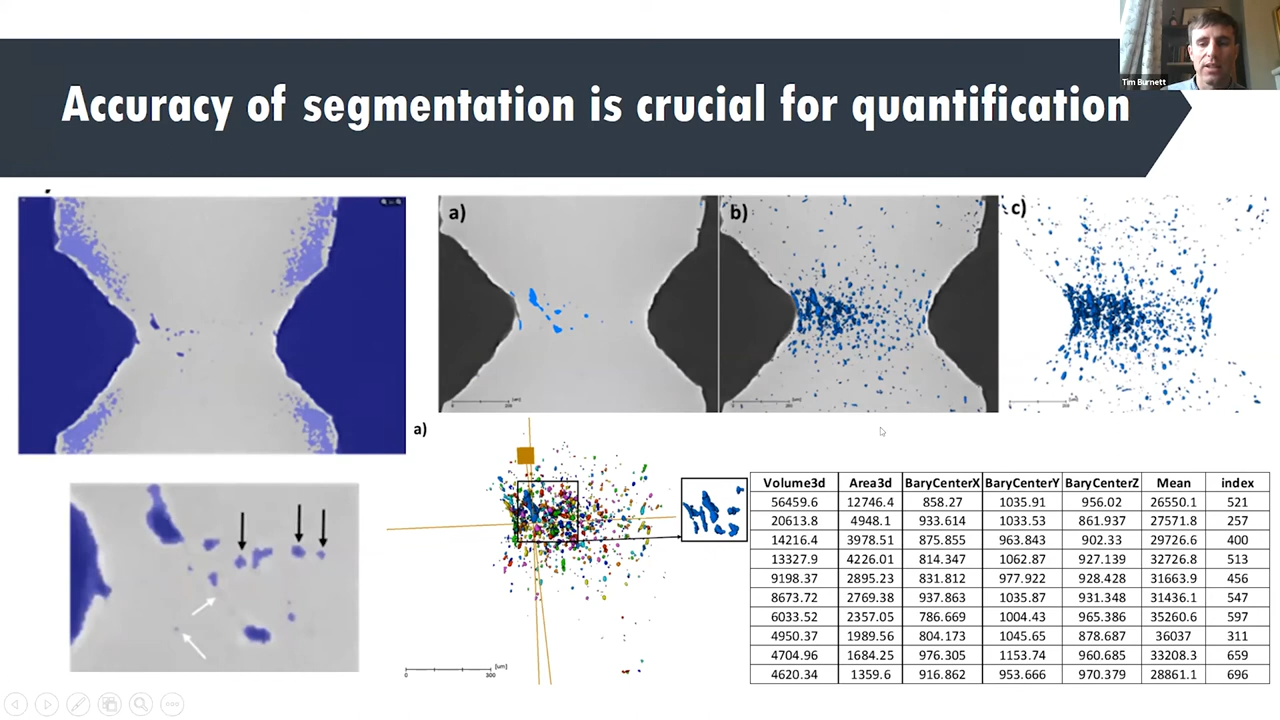 Tim Burnett
Accuracy of segmentation is crucial for quantification
a)
b)
c)
a)
[um]
300
Volume3d Area3d BaryCenterX BaryCenterY BaryCenterZ Mean index
56459.6 12746.4 858.27 1035.91 956.02 26550.1 521
20613.8 4948.1 933.614 1033.53 861.937 27571.8 257
14216.4 3978.51 875.855 963.843 902.33 29726.6 400
13327.9 4226.01 814.347 1062.87 927.139 32726.8 513
9198.37 2895.23 831.812 977.922 928.428 31663.9 456
8673.72 2769.38 937.863 1035.87 931.348 31436.1 547
6033.52 2357.05 786.669 1004.43 965.386 35260.6 597
4950.37 1989.56 804.173 1045.65 878.687 36037 311
4704.96 1684.25 976.305 1153.74 960.685 33208.3 659
4620.34 1359.6 916.862 953.666 970.379 28861.1 696